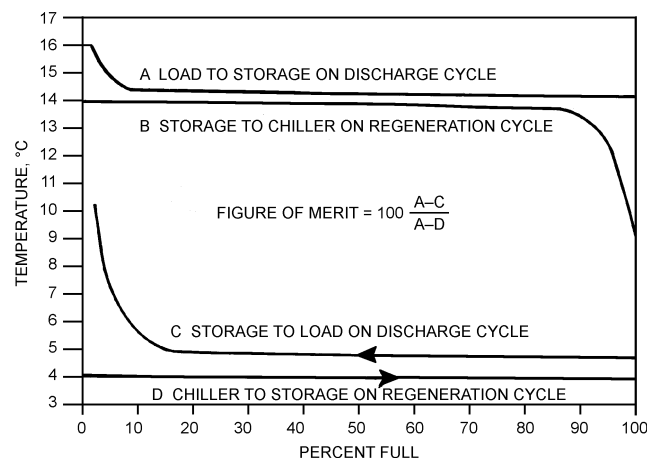 17
16
15
14
13
12
11
10
9
8
7
6
5
4
3
TEMPERATURE, °C
A LOAD TO STORAGE ON DISCHARGE CYCLE
B STORAGE TO CHILLER ON REGENERATION CYCLE
FIGURE OF MERIT = 100 A–C
A–D
C STORAGE TO LOAD ON DISCHARGE CYCLE
D CHILLER TO STORAGE ON REGENERATION CYCLE
0 10 20 30 40 50 60 70 80 90 100
PERCENT FULL